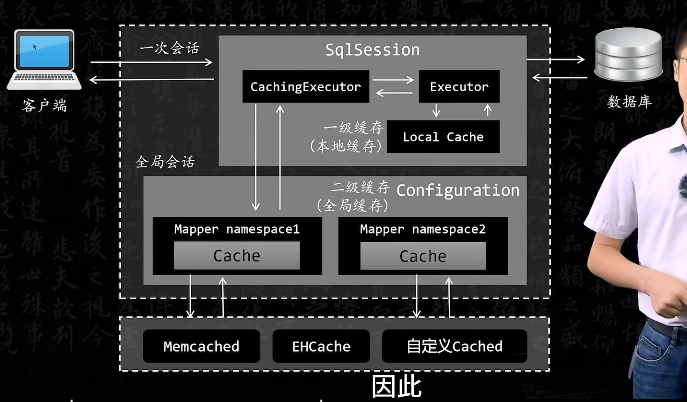 一次会话
SqlSession
CachingExecutor
Executor
客户端
数据库
一级缓存
(本地缓存)
Local Cache
全局会话
二级缓存
(全局缓存)
Configuration
Mapper namespace1
Cache
Mapper namespace2
Cache
Memcached
EHCache
自定义Cached
因此